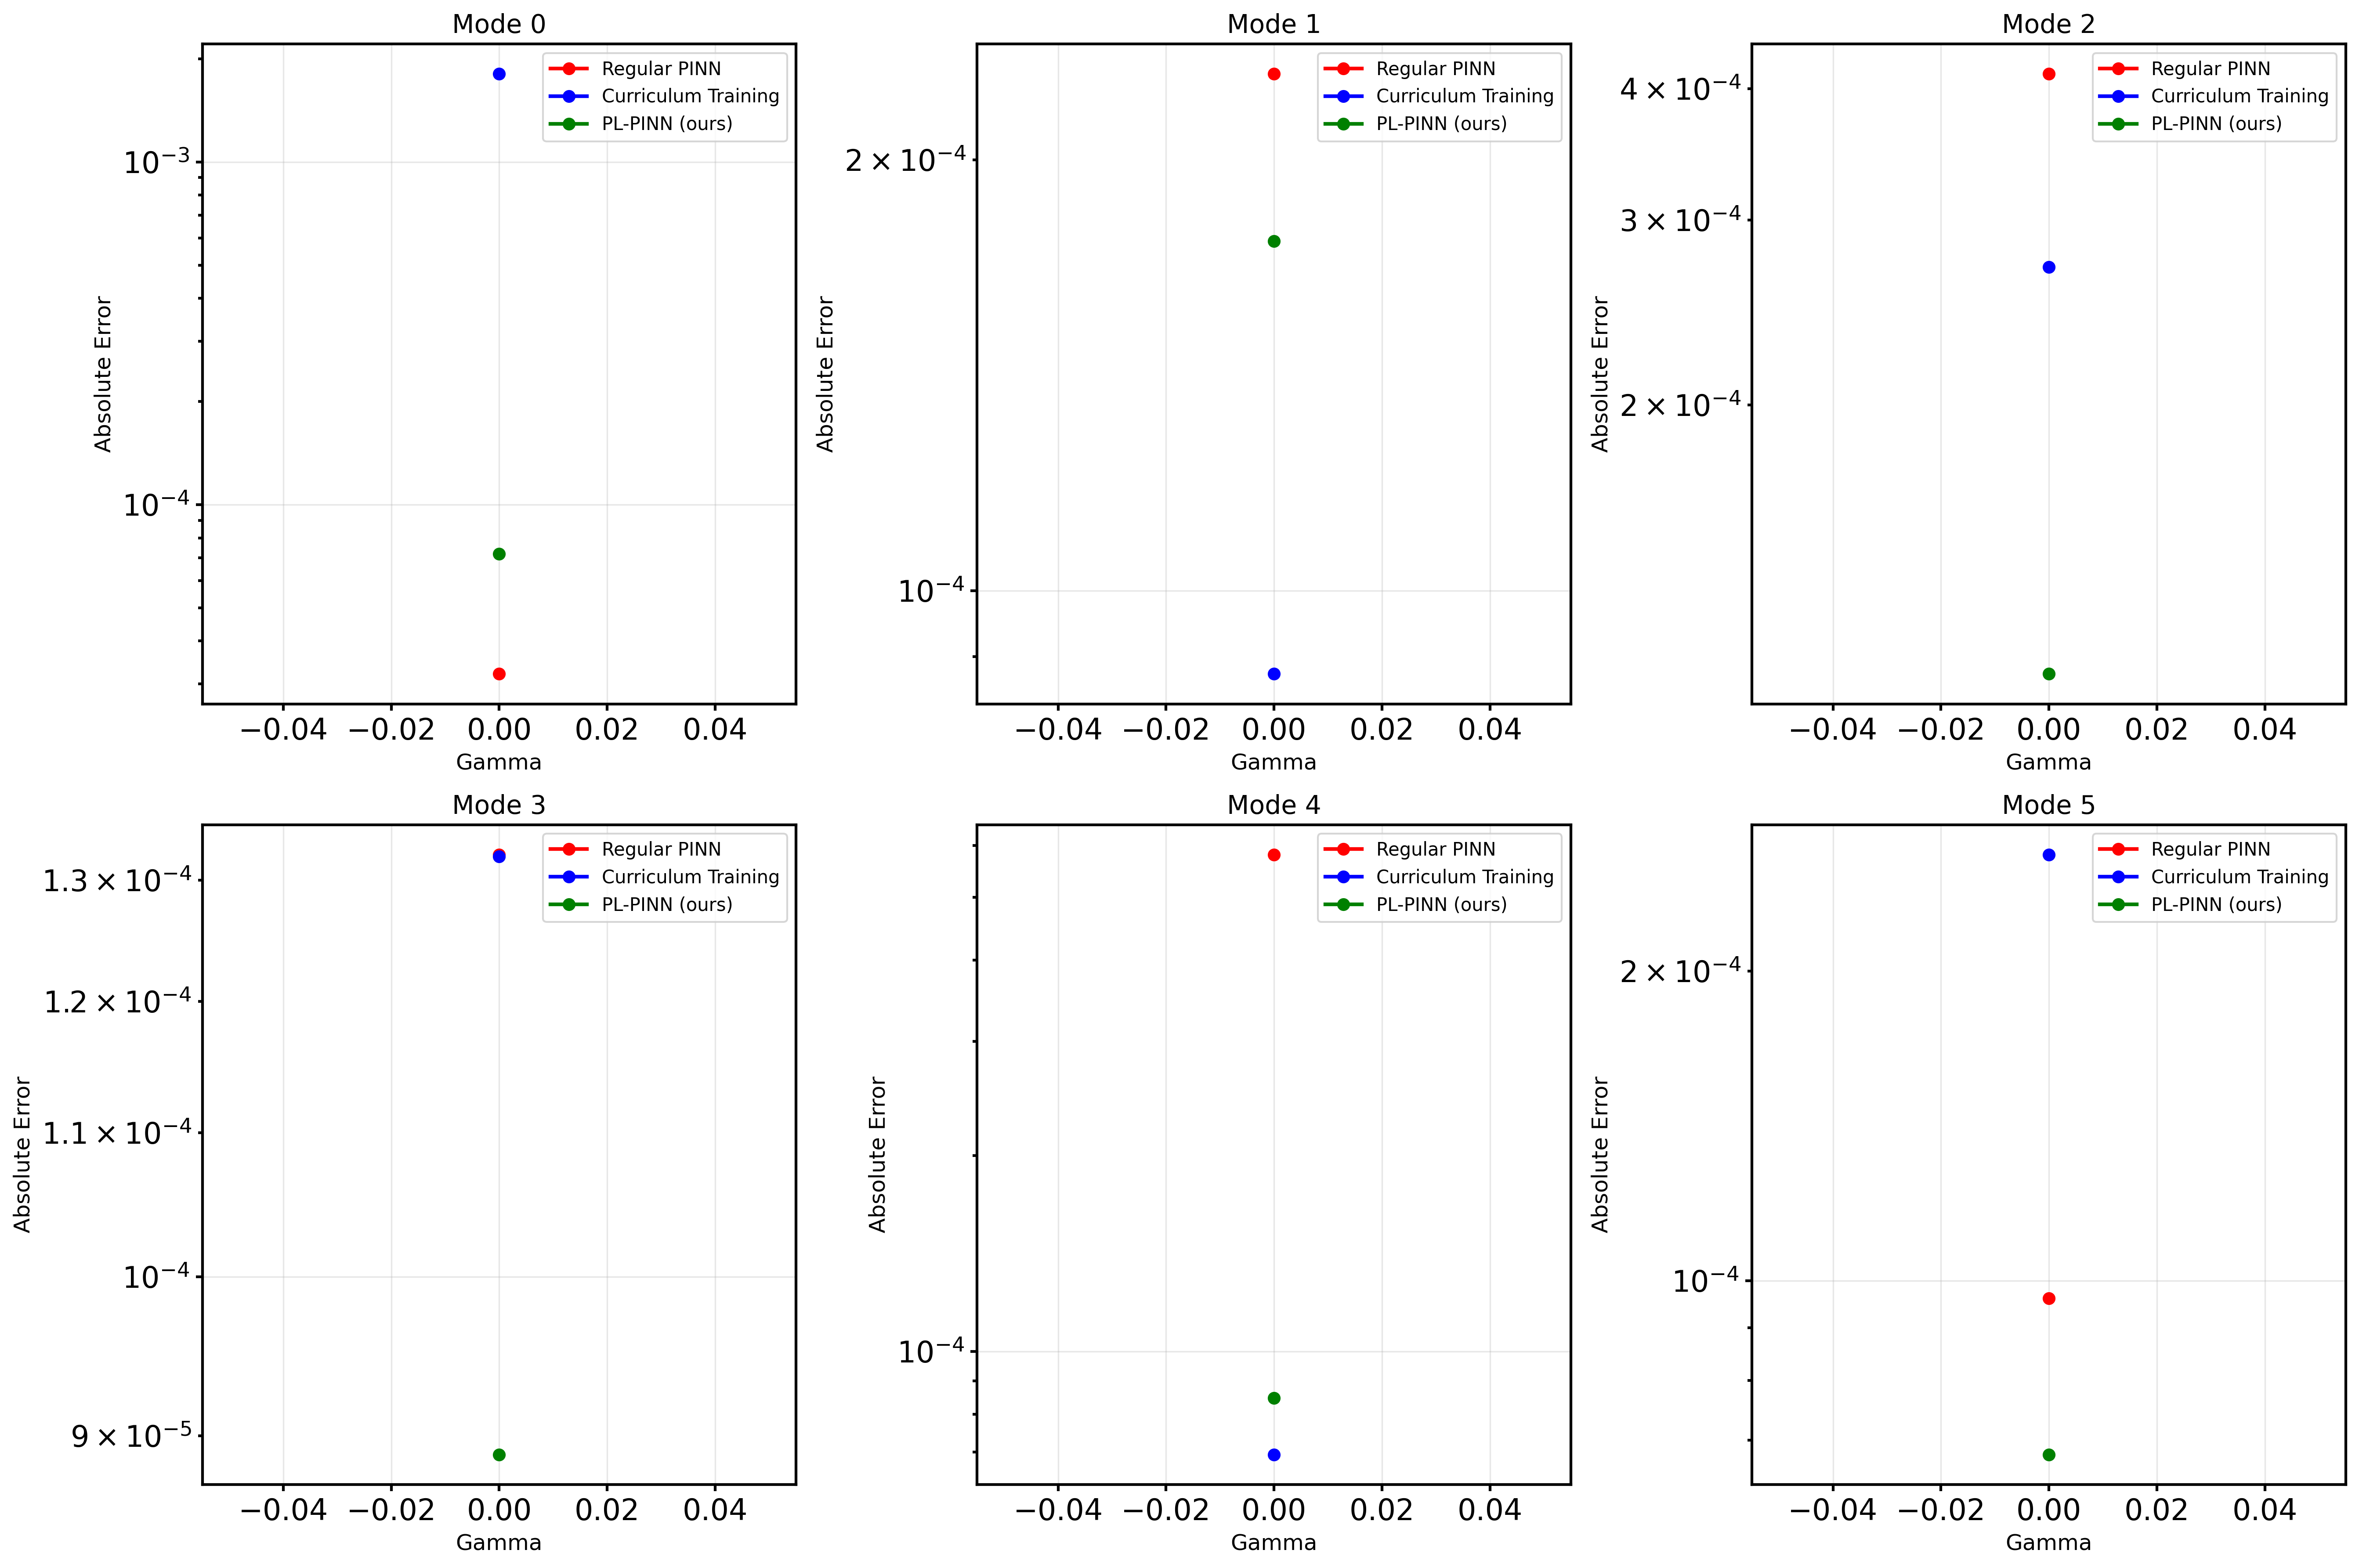 Mode 0
Regular PINN
Curriculum Training
PL-PINN (ours)
10⁻³
10⁻⁴
Absolute Error
−0.04 −0.02 0.00 0.02 0.04
Gamma
Mode 1
Regular PINN
Curriculum Training
PL-PINN (ours)
2 × 10⁻⁴
10⁻⁴
Absolute Error
−0.04 −0.02 0.00 0.02 0.04
Gamma
Mode 2
Regular PINN
Curriculum Training
PL-PINN (ours)
4 × 10⁻⁴
3 × 10⁻⁴
2 × 10⁻⁴
Absolute Error
−0.04 −0.02 0.00 0.02 0.04
Gamma
Mode 3
Regular PINN
Curriculum Training
PL-PINN (ours)
1.3 × 10⁻⁴
1.2 × 10⁻⁴
1.1 × 10⁻⁴
10⁻⁴
9 × 10⁻⁵
Absolute Error
−0.04 −0.02 0.00 0.02 0.04
Gamma
Mode 4
Regular PINN
Curriculum Training
PL-PINN (ours)
10⁻⁴
Absolute Error
−0.04 −0.02 0.00 0.02 0.04
Gamma
Mode 5
Regular PINN
Curriculum Training
PL-PINN (ours)
2 × 10⁻⁴
10⁻⁴
Absolute Error
−0.04 −0.02 0.00 0.02 0.04
Gamma